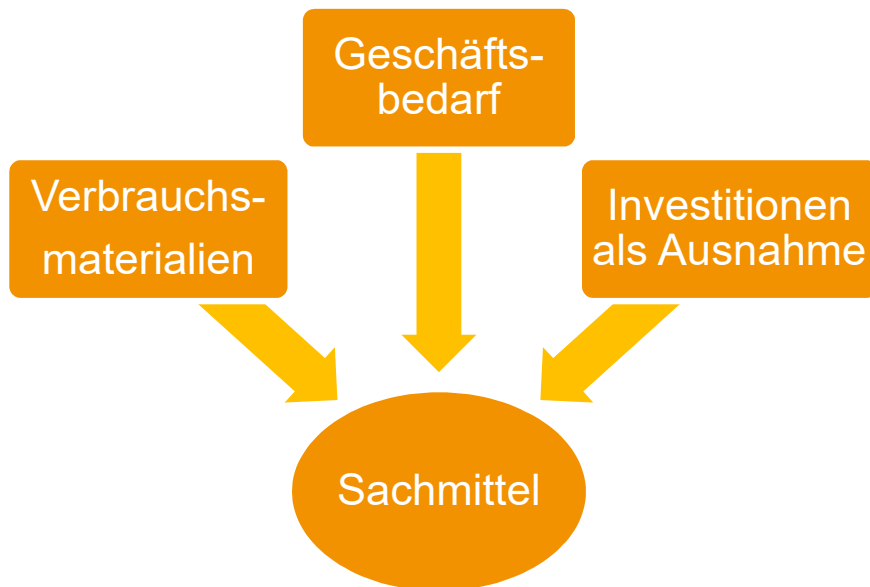 Geschäfts-
bedarf
Verbrauchs-
materialien
Investitionen
als Ausnahme
Sachmittel